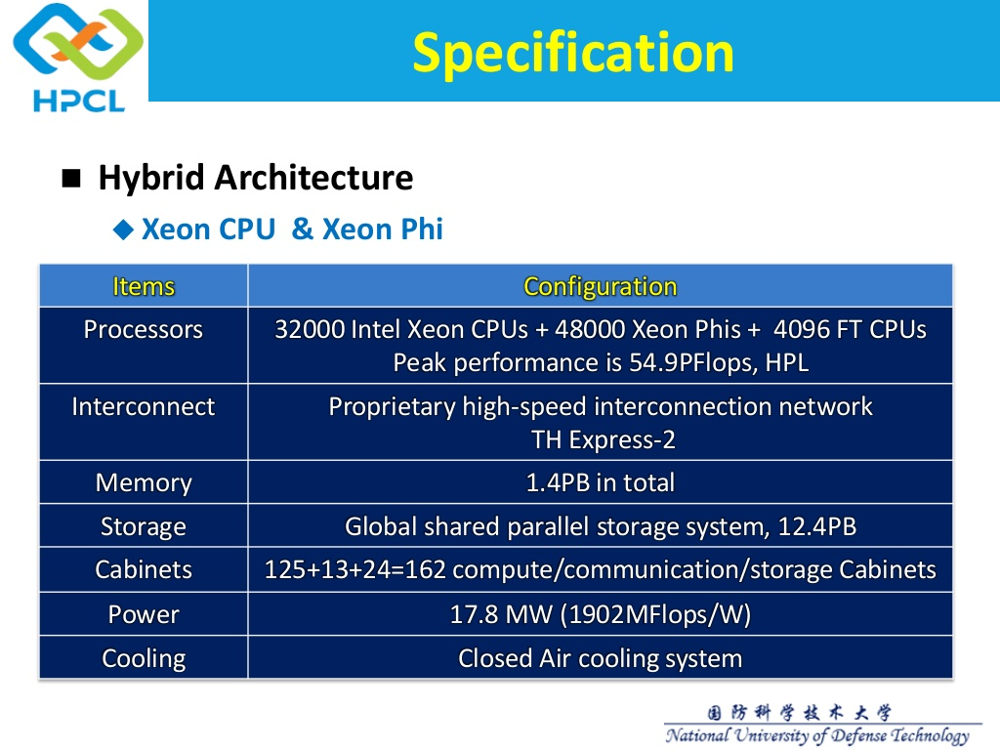 HPCL
Specification
■ Hybrid Architecture
◆ Xeon CPU & Xeon Phi
Items Configuration
Processors 32000 Intel Xeon CPUs + 48000 Xeon Phis + 4096 FT CPUs
Peak performance is 54.9PFlops, HPL
Interconnect Proprietary high-speed interconnection network
TH Express-2
Memory 1.4PB in total
Storage Global shared parallel storage system, 12.4PB
Cabinets 125+13+24=162 compute/communication/storage Cabinets
Power 17.8 MW (1902MFlops/W)
Cooling Closed Air cooling system
国防科学技术大学
National University of Defense Technology